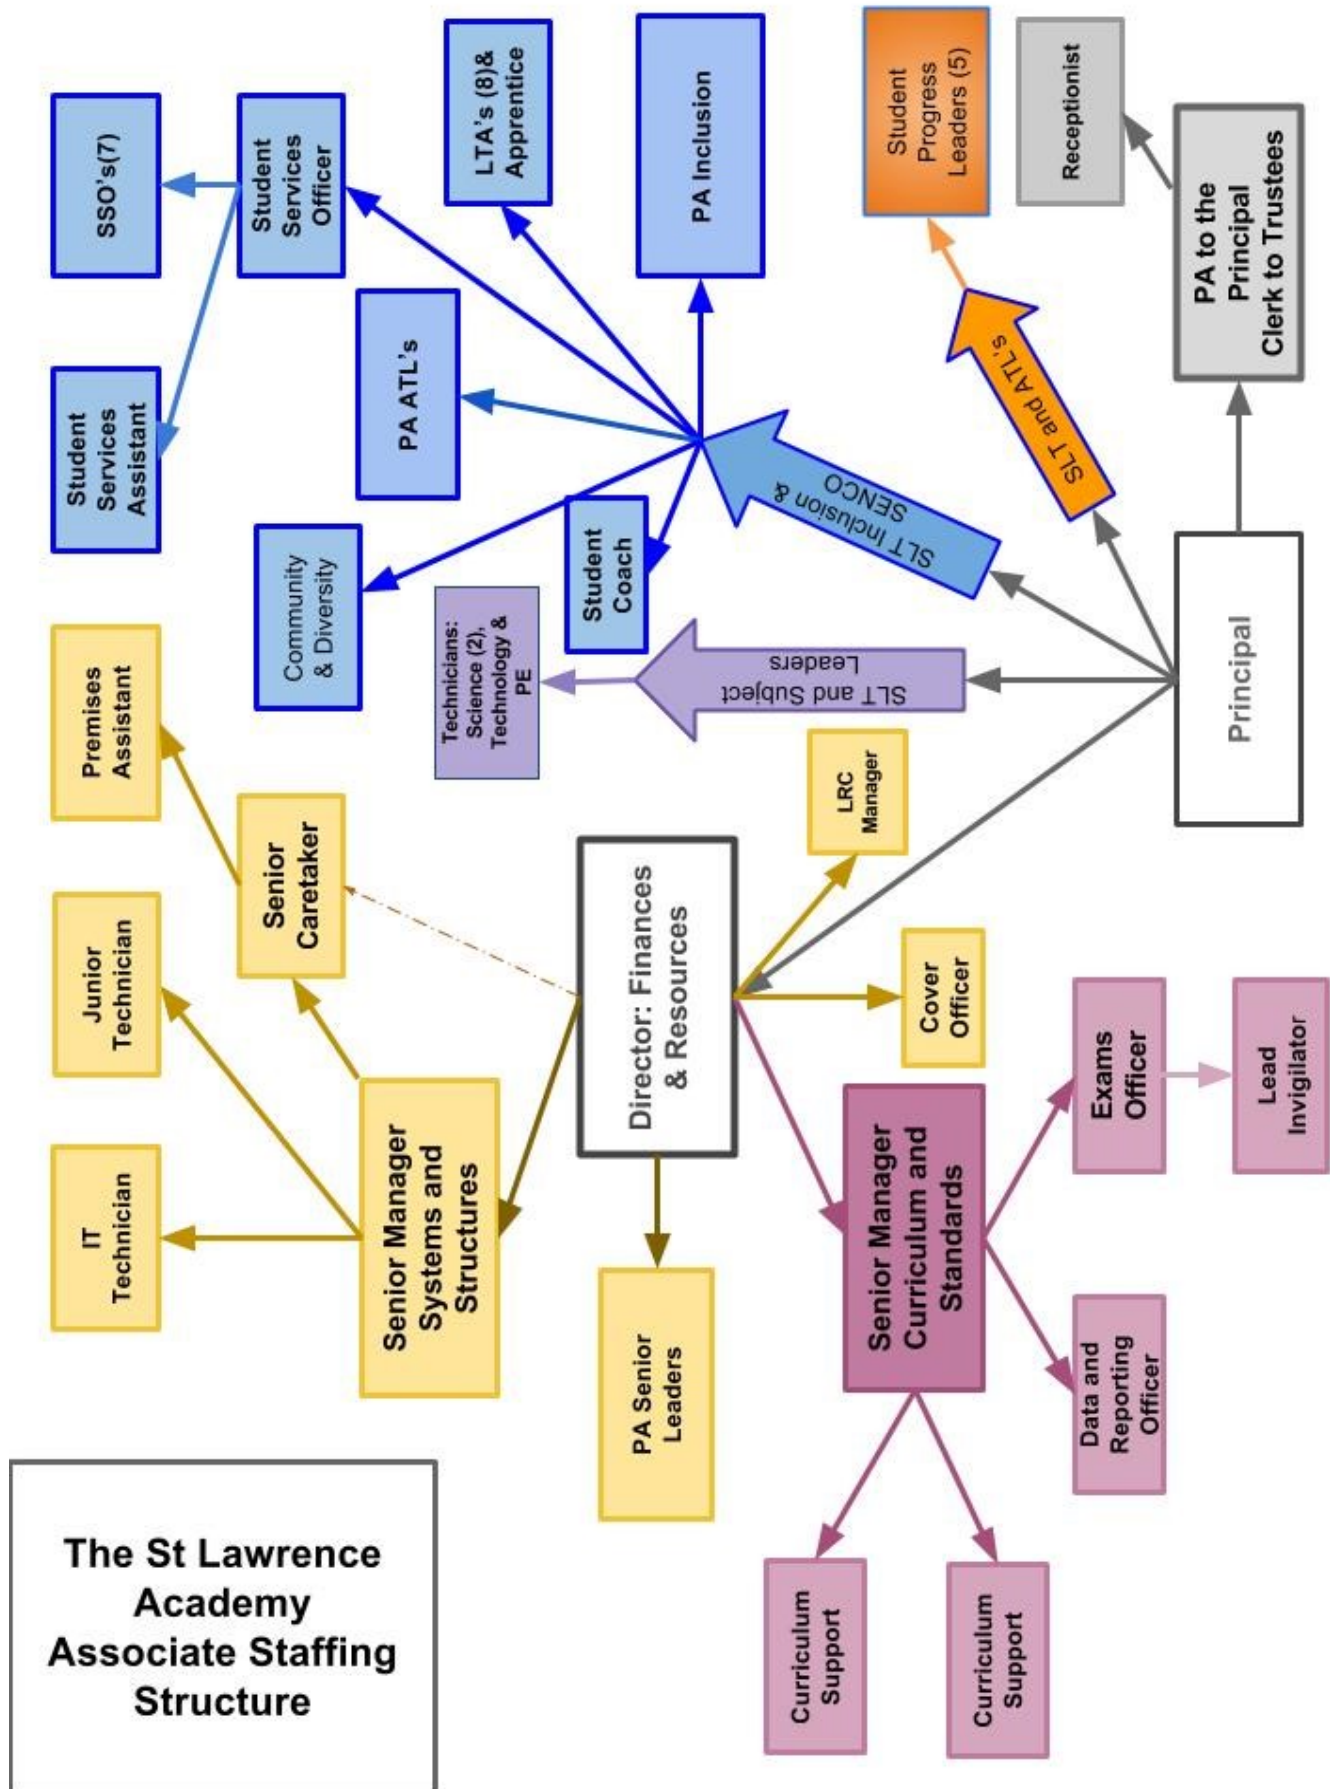 The St Lawrence
Academy
Associate Staffing
Structure
IT
Technician
Junior
Technician
Premises
Assistant
Student
Services
Assistant
SSO's(7)
Senior
Caretaker
Student
Services
Officer
Community
& Diversity
PA ATL's
LTA's (8)&
Apprentice
Senior Manager
Systems and
Structures
Technicians:
Science (2),
Technology &
PE
Student
Coach
PA Inclusion
PA Senior
Leaders
Director: Finances
& Resources
SLT and Subject
Leaders
SLT Inclusion &
SENCO
SLT and ATL's
Student
Progress
Leaders (5)
LRC
Manager
Cover
Officer
Receptionist
Senior Manager
Curriculum and
Standards
Curriculum
Support
Curriculum
Support
Data and
Reporting
Officer
Exams
Officer
Lead
Invigilator
Principal
PA to the
Principal
Clerk to Trustees